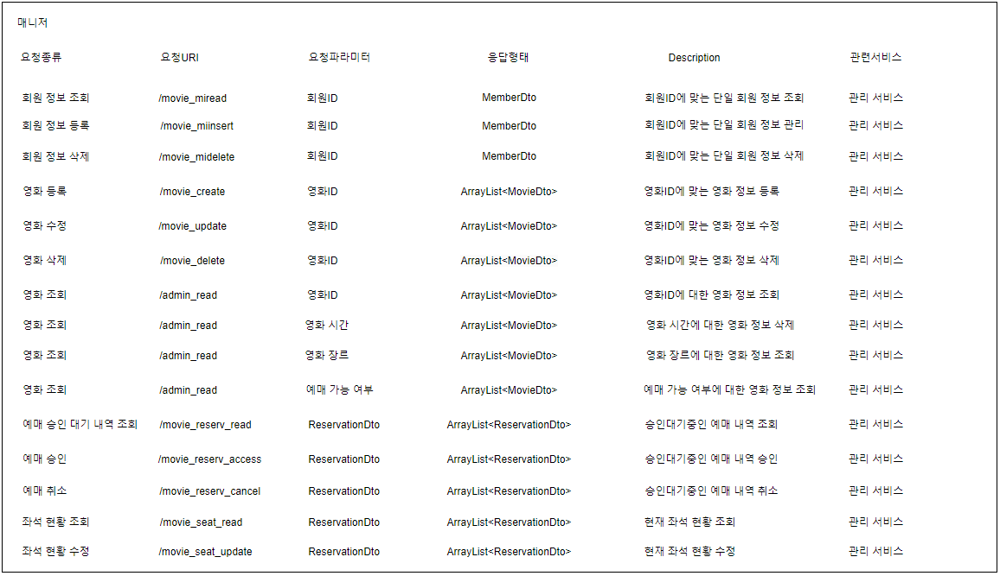 매니저
요청종류 요청URI 요청파라미터 응답형태 Description 관련서비스
회원 정보 조회 /movie_miread 회원ID MemberDto 회원ID에 맞는 단일 회원 정보 조회 관리 서비스
회원 정보 등록 /movie_miinsert 회원ID MemberDto 회원ID에 맞는 단일 회원 정보 관리 관리 서비스
회원 정보 삭제 /movie_midelete 회원ID MemberDto 회원ID에 맞는 단일 회원 정보 삭제 관리 서비스
영화 등록 /movie_create 영화ID ArrayList<MovieDto> 영화ID에 맞는 영화 정보 등록 관리 서비스
영화 수정 /movie_update 영화ID ArrayList<MovieDto> 영화ID에 맞는 영화 정보 수정 관리 서비스
영화 삭제 /movie_delete 영화ID ArrayList<MovieDto> 영화ID에 맞는 영화 정보 삭제 관리 서비스
영화 조회 /admin_read 영화ID ArrayList<MovieDto> 영화ID에 대한 영화 정보 조회 관리 서비스
영화 조회 /admin_read 영화 시간 ArrayList<MovieDto> 영화 시간에 대한 영화 정보 삭제 관리 서비스
영화 조회 /admin_read 영화 장르 ArrayList<MovieDto> 영화 장르에 대한 영화 정보 조회 관리 서비스
영화 조회 /admin_read 예매 가능 여부 ArrayList<MovieDto> 예매 가능 여부에 대한 영화 정보 조회 관리 서비스
예매 승인 대기 내역 조회 /movie_reserv_read ReservationDto ArrayList<ReservationDto> 승인대기중인 예매 내역 조회 관리 서비스
예매 승인 /movie_reserv_access ReservationDto ArrayList<ReservationDto> 승인대기중인 예매 내역 승인 관리 서비스
예매 취소 /movie_reserv_cancel ReservationDto ArrayList<ReservationDto> 승인대기중인 예매 내역 취소 관리 서비스
좌석 현황 조회 /movie_seat_read ReservationDto ArrayList<ReservationDto> 현재 좌석 현황 조회 관리 서비스
좌석 현황 수정 /movie_seat_update ReservationDto ArrayList<ReservationDto> 현재 좌석 현황 수정 관리 서비스